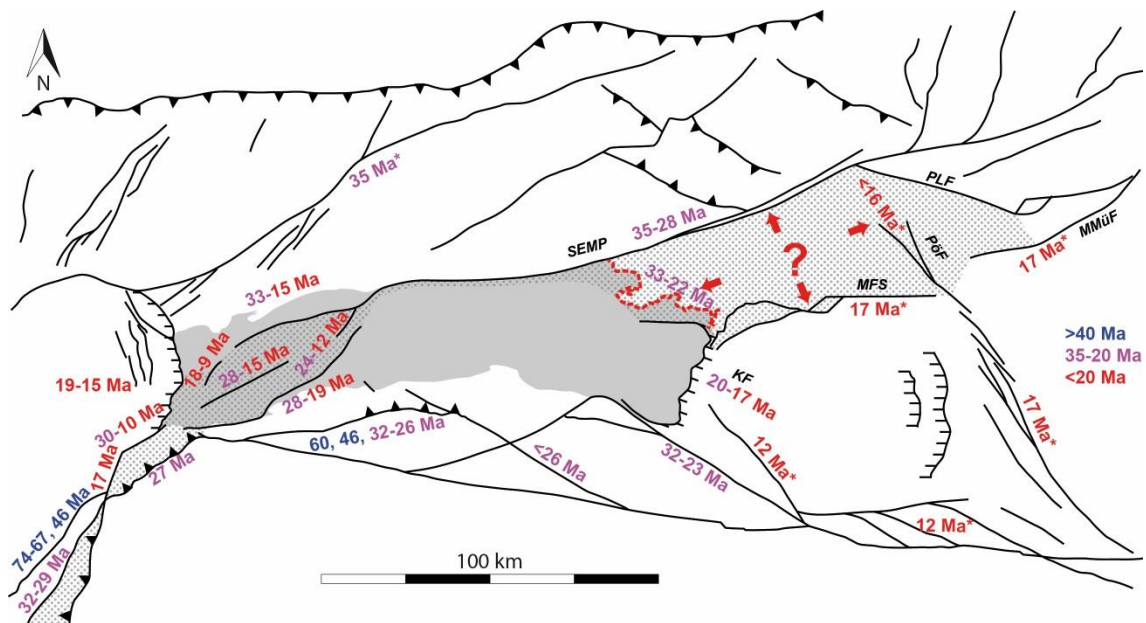 N
35 Ma*
<16 Ma*
PLF
35-28 Ma
SEMP
PöF
MMüF
17 Ma*
33-22 Ma
?
MFS
17 Ma*
33-15 Ma
18-9 Ma
28-15 Ma
24-12 Ma
28-19 Ma
19-15 Ma
>40 Ma
35-20 Ma
<20 Ma
KF
20-17 Ma
30-10 Ma
17 Ma
27 Ma
60, 46, 32-26 Ma
<26 Ma
32-23 Ma
12 Ma*
17 Ma*
74-67, 46 Ma
32-29 Ma
12 Ma*
100 km